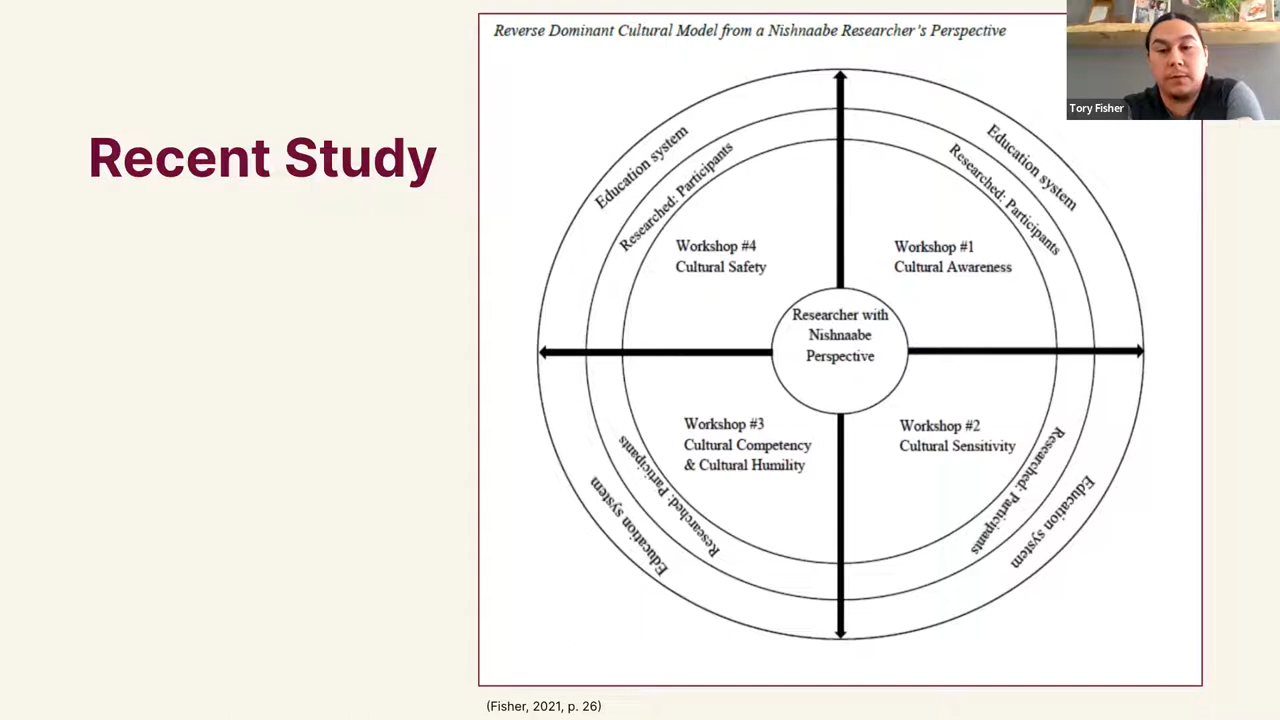 Reverse Dominant Cultural Model from a Nishnaabe Researcher's Perspective
Tory Fisher
Recent Study
Education system
Education system
Researched: Participants
Researched: Participants
Workshop #4
Cultural Safety
Workshop #1
Cultural Awareness
Researcher with
Nishnaabe
Perspective
Workshop #3
Cultural Competency
& Cultural Humility
Workshop #2
Cultural Sensitivity
Researched: Participants
Researched: Participants
Education system
Education system
(Fisher, 2021, p. 26)